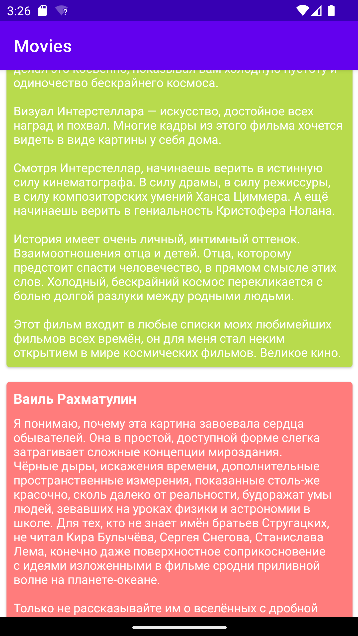 3:26
Movies
делая это косвенно, показывая вам холодную пустоту и
одиночество бескрайнего космоса.
Визуал Интерстеллара — искусство, достойное всех
наград и похвал. Многие кадры из этого фильма хочется
видеть в виде картины у себя дома.
Смотря Интерстеллар, начинаешь верить в истинную
силу кинематографа. В силу драмы, в силу режиссуры,
в силу композиторских умений Ханса Циммера. А ещё
начинаешь верить в гениальность Кристофера Нолана.
История имеет очень личный, интимный оттенок.
Взаимоотношения отца и детей. Отца, которому
предстоит спасти человечество, в прямом смысле этих
слов. Холодный, бескрайний космос перекликается с
болью долгой разлуки между родными людьми.
Этот фильм входит в любые списки моих любимейших
фильмов всех времён, он для меня стал неким
открытием в мире космических фильмов. Великое кино.
Ваиль Рахматулин
Я понимаю, почему эта картина завоевала сердца
обывателей. Она в простой, доступной форме слегка
затрагивает сложные концепции мироздания.
Чёрные дыры, искажения времени, дополнительные
пространственные измерения, показанные столь-же
красочно, сколь далеко от реальности, будоражат умы
людей, зевавших на уроках физики и астрономии в
школе. Для тех, кто не знает имён братьев Стругацких,
не читал Кира Булычёва, Сергея Снегова, Станислава
Лема, конечно даже поверхностное соприкосновение
с идеями изложенными в фильме сродни приливной
волне на планете-океане.
Только не рассказывайте им о вселённых с дробной